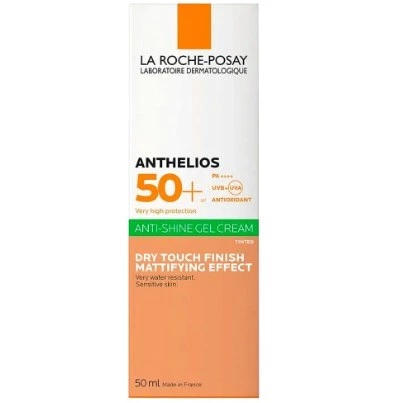 LA ROCHE-POSAY
LABORATOIRE DERMATOLOGIQUE
ANTHELIOS
50+
PA ++++
UVB+UVA
ANTIOXIDANT
Very high protection
ANTI-SHINE GEL CREAM
TINTED
DRY TOUCH FINISH
MATTIFYING EFFECT
Very water resistant.
Sensitive skin.
50 ml Made in France